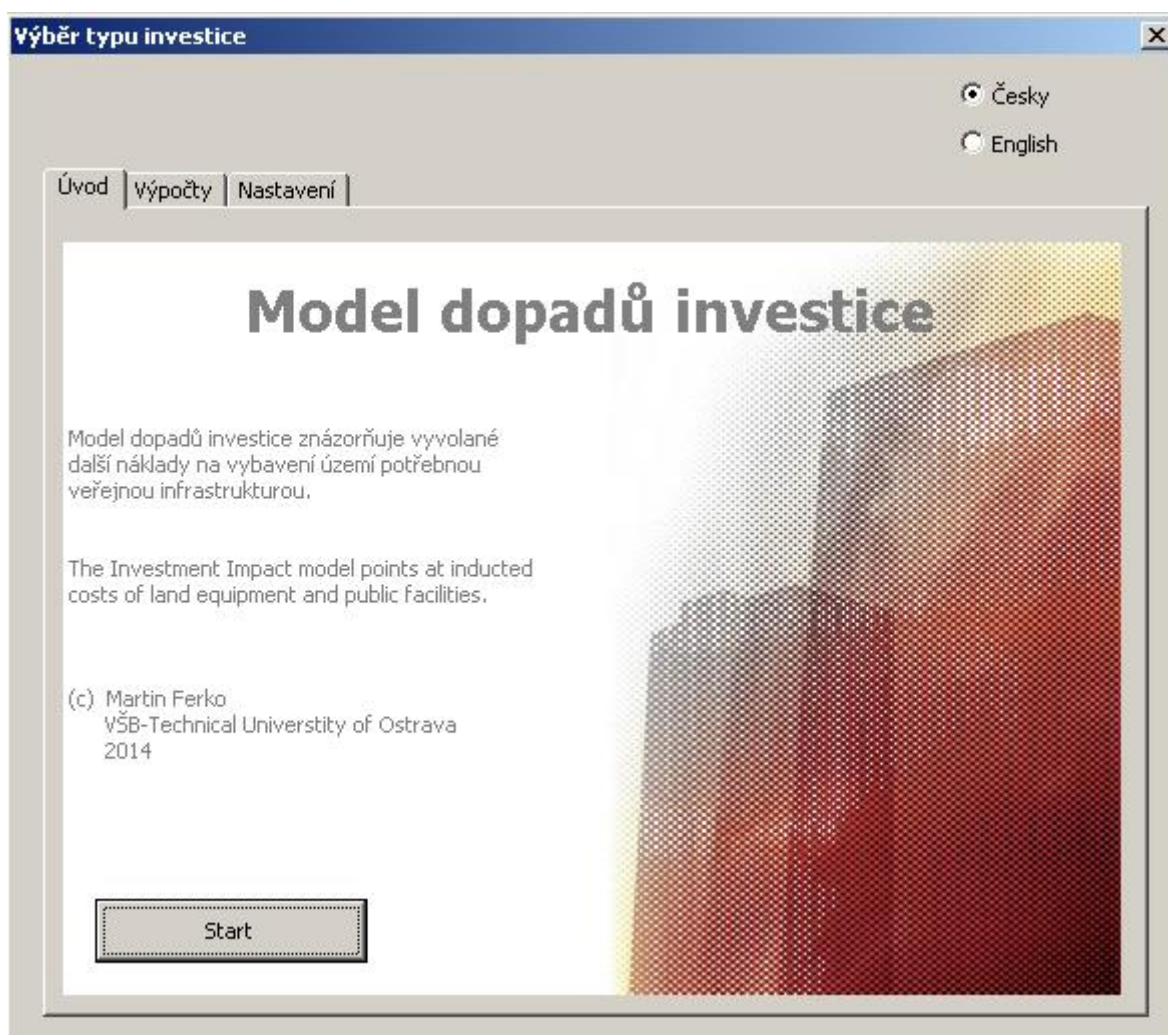 Výběr typu investice
Česky
English
Úvod
Výpočty
Nastavení
Model dopadů investice
Model dopadů investice znázorňuje vyvolané
další náklady na vybavení území potřebnou
veřejnou infrastrukturou.
The Investment Impact model points at inducted
costs of land equipment and public facilities.
(c) Martin Ferko
VŠB-Technical Universtity of Ostrava
2014
Start